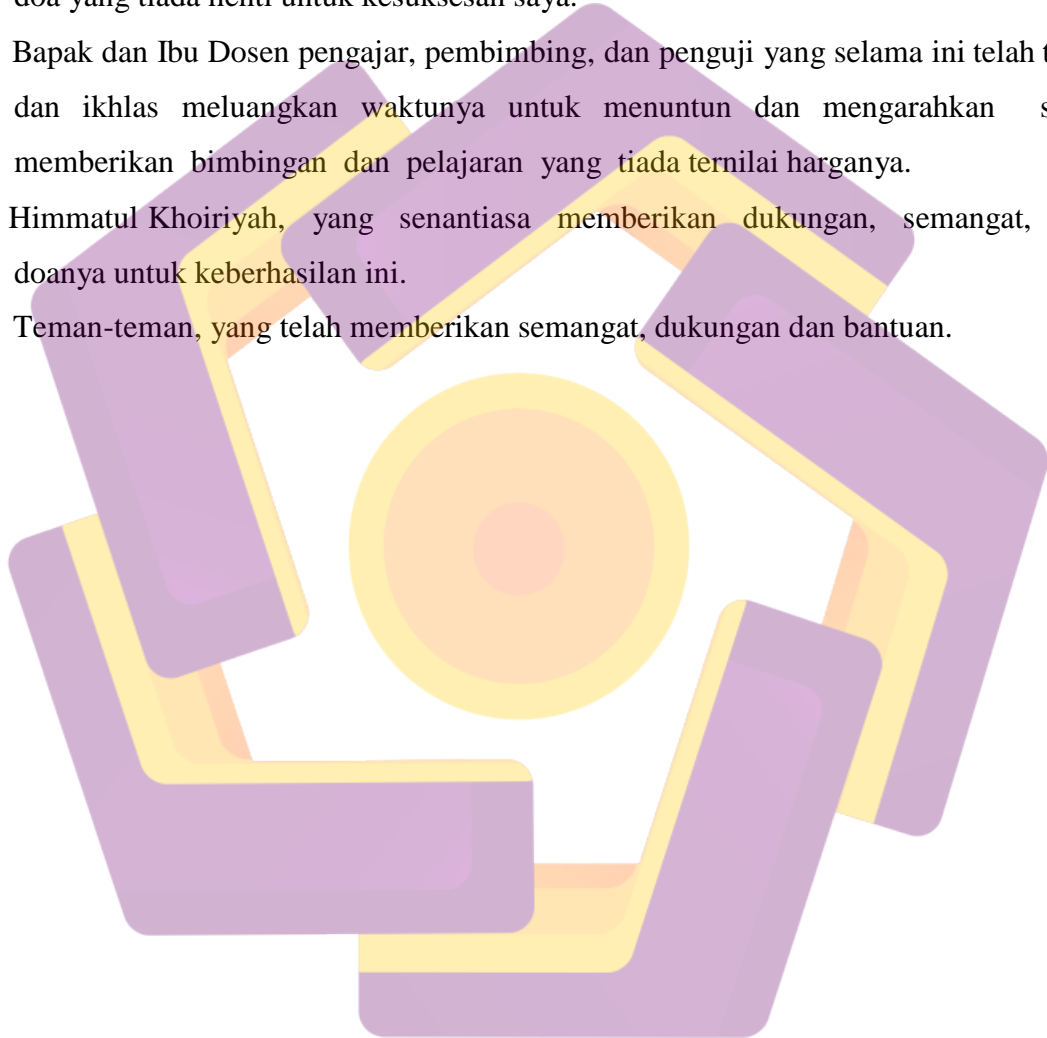 doa yang tiada henti untuk kesuksesan saya.
Bapak dan Ibu Dosen pengajar, pembimbing, dan penguji yang selama ini telah
dan ikhlas meluangkan waktunya untuk menuntun dan mengarahkan
memberikan bimbingan dan pelajaran yang tiada ternilai harganya.
Himmatul Khoiriyah, yang senantiasa memberikan dukungan, semangat,
doanya untuk keberhasilan ini.
Teman-teman, yang telah memberikan semangat, dukungan dan bantuan.